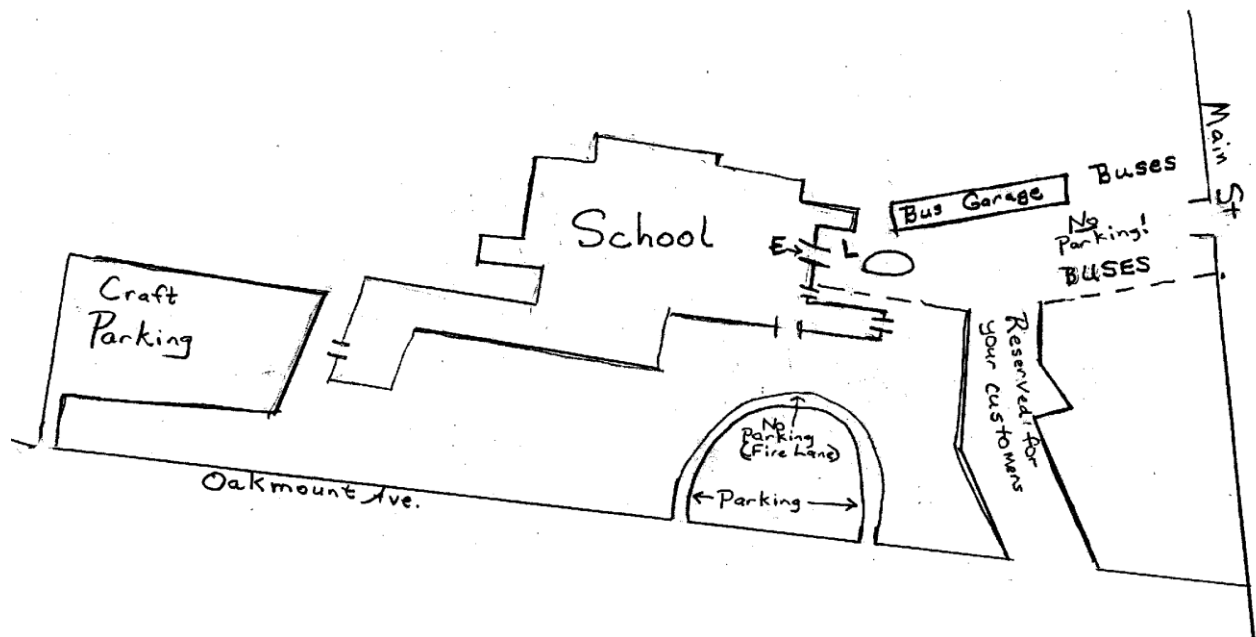 Main St
Buses
Bus Garage
No
Parking!
BUSES
School
E
L
Craft
Parking
Reserved for
your customers
No
Parking
(Fire Lane)
Parking
Oakmount Ave.